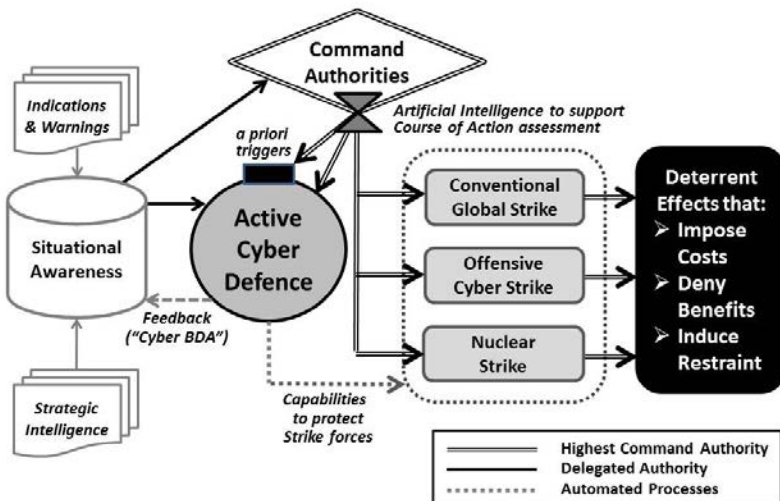 Command
Authorities
Indications
& Warnings
Artificial Intelligence to support
Course of Action assessment
a priori
triggers
Situational
Awareness
Active
Cyber
Defence
Conventional
Global Strike
Offensive
Cyber Strike
Nuclear
Strike
Deterrent
Effects that:
➢ Impose
Costs
➢ Deny
Benefits
➢ Induce
Restraint
Feedback
("Cyber BDA")
Strategic
Intelligence
Capabilities
to protect
Strike forces
Highest Command Authority
Delegated Authority
Automated Processes